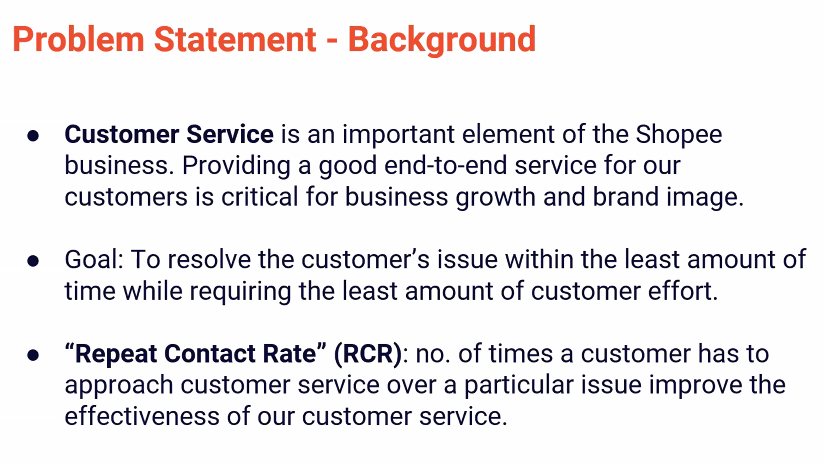 Problem Statement - Background
● Customer Service is an important element of the Shopee
business. Providing a good end-to-end service for our
customers is critical for business growth and brand image.
● Goal: To resolve the customer’s issue within the least amount of
time while requiring the least amount of customer effort.
● “Repeat Contact Rate” (RCR): no. of times a customer has to
approach customer service over a particular issue improve the
effectiveness of our customer service.